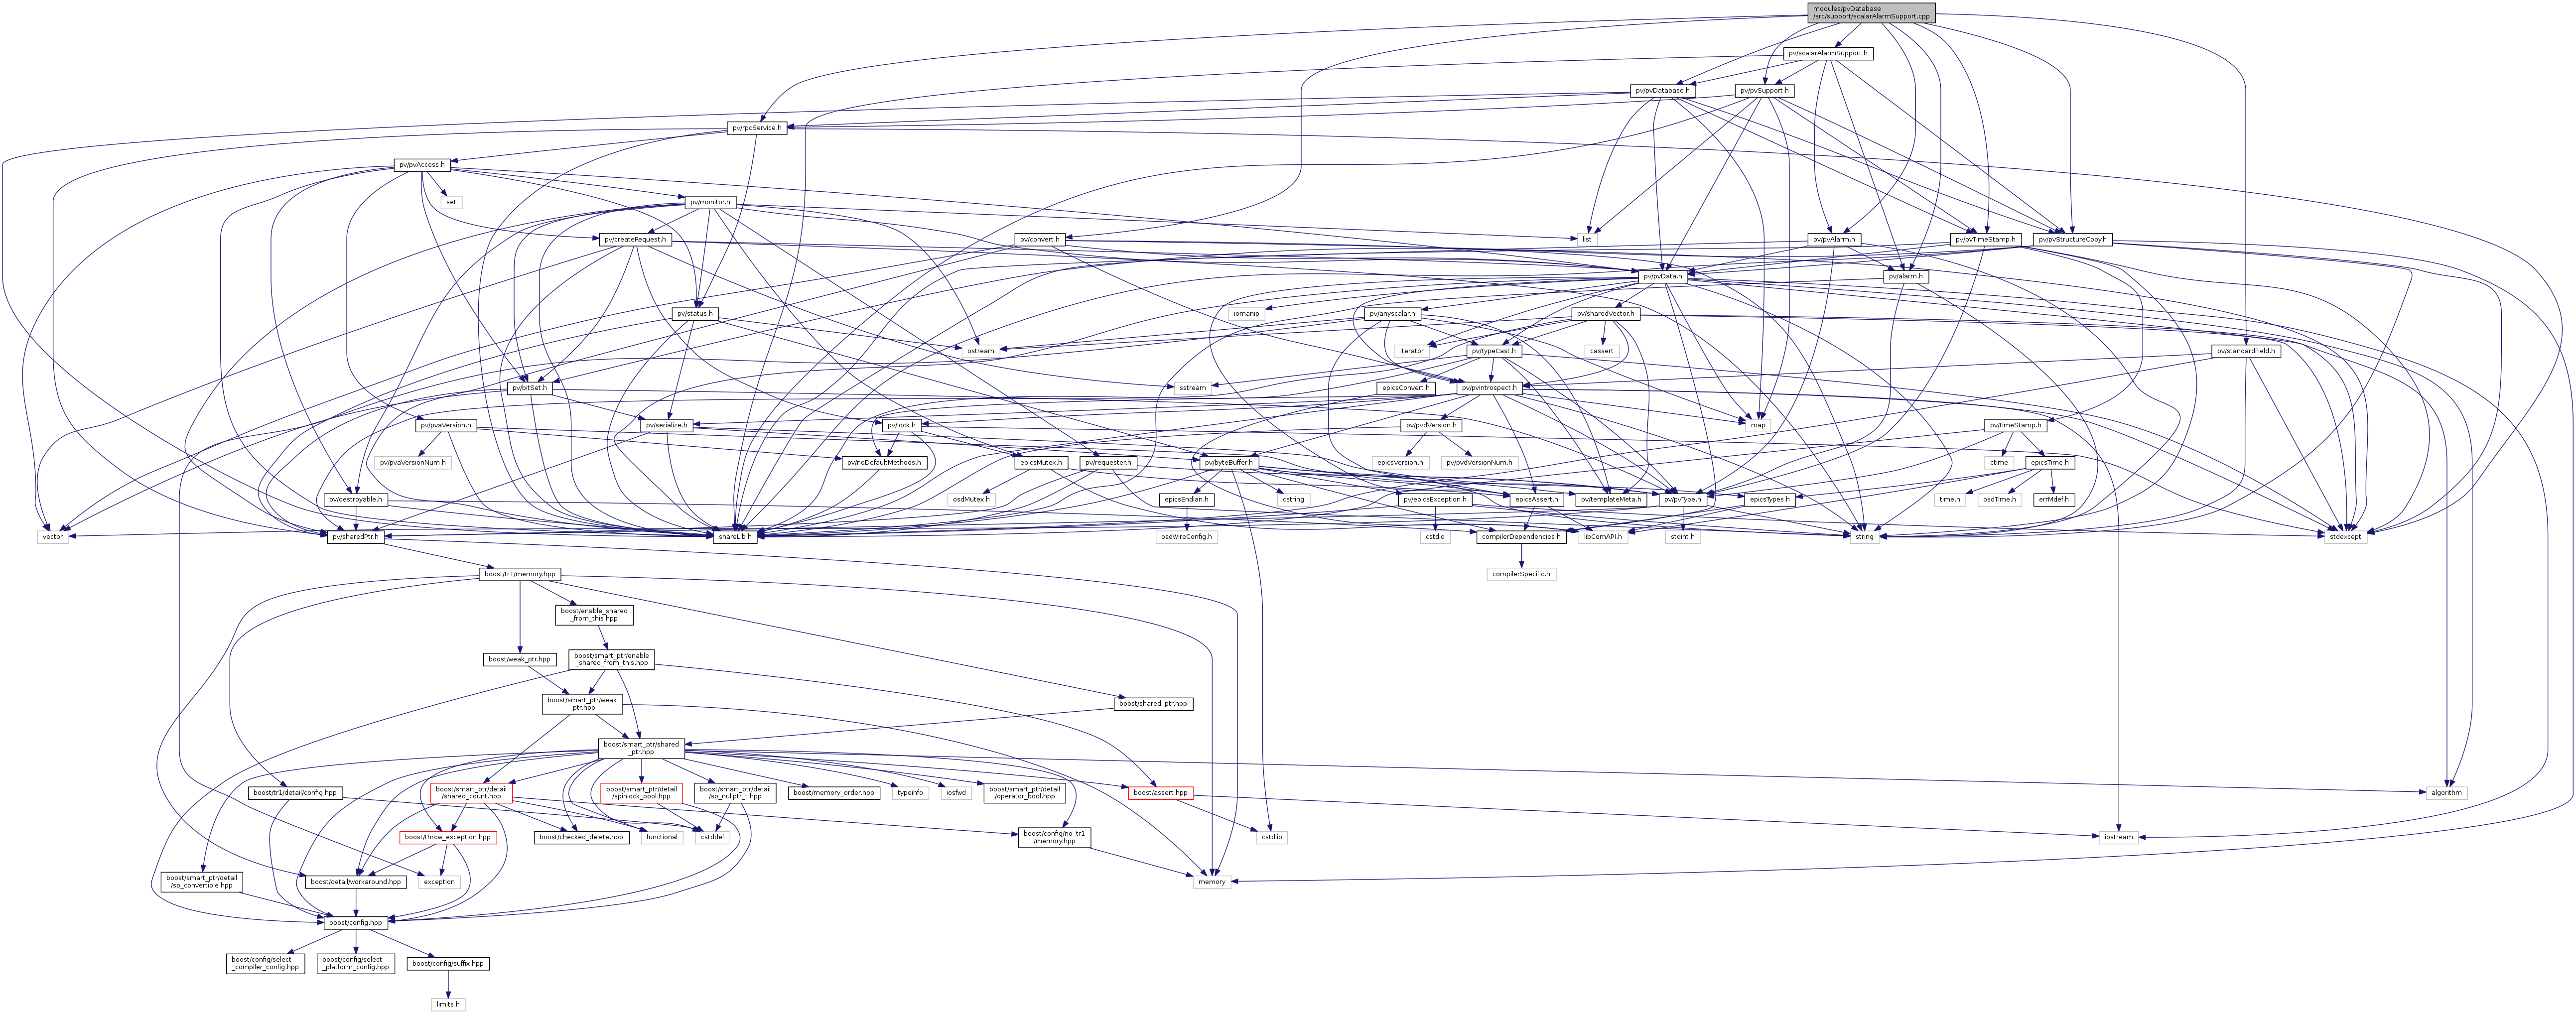 modules/pvDatabase
/src/support/scalarAlarmSupport.cpp
pv/scalarAlarmSupport.h
pv/pvDatabase.h
pv/pvSupport.h
pv/rpcService.h
pv/pvAccess.h
set
pv/monitor.h
pv/createRequest.h
pv/convert.h
list
pv/pvAlarm.h
pv/pvTimeStamp.h
pv/pvStructureCopy.h
pv/pvData.h
pv/alarm.h
pv/status.h
iomanip
pv/anyscalar.h
pv/sharedVector.h
ostream
iterator
pv/typeCast.h
cassert
pv/standardField.h
pv/bitSet.h
sstream
epicsConvert.h
pv/pvIntrospect.h
pv/pvaVersion.h
pv/serialize.h
pv/lock.h
pv/pvdVersion.h
map
pv/timeStamp.h
pv/pvaVersionNum.h
pv/noDefaultMethods.h
epicsMutex.h
pv/requester.h
pv/byteBuffer.h
epicsVersion.h
pv/pvdVersionNum.h
ctime
epicsTime.h
pv/destroyable.h
osdMutex.h
epicsEndian.h
cstring
pv/epicsException.h
epicsAssert.h
pv/templateMeta.h
pv/pvType.h
epicsTypes.h
time.h
osdTime.h
errMdef.h
vector
pv/sharedPtr.h
shareLib.h
osdWireConfig.h
cstdio
compilerDependencies.h
libComAPI.h
stdint.h
string
stdexcept
boost/tr1/memory.hpp
compilerSpecific.h
boost/enable_shared
_from_this.hpp
boost/weak_ptr.hpp
boost/smart_ptr/enable
_shared_from_this.hpp
boost/smart_ptr/weak
_ptr.hpp
boost/shared_ptr.hpp
boost/smart_ptr/shared
_ptr.hpp
boost/tr1/detail/config.hpp
boost/smart_ptr/detail
/shared_count.hpp
boost/smart_ptr/detail
/spinlock_pool.hpp
boost/smart_ptr/detail
/sp_nullptr_t.hpp
boost/memory_order.hpp
typeinfo
iosfwd
boost/smart_ptr/detail
/operator_bool.hpp
boost/assert.hpp
algorithm
boost/throw_exception.hpp
boost/checked_delete.hpp
functional
cstddef
boost/config/no_tr1
/memory.hpp
cstdlib
iostream
boost/smart_ptr/detail
/sp_convertible.hpp
boost/detail/workaround.hpp
exception
memory
boost/config.hpp
boost/config/select
_compiler_config.hpp
boost/config/select
_platform_config.hpp
boost/config/suffix.hpp
limits.h